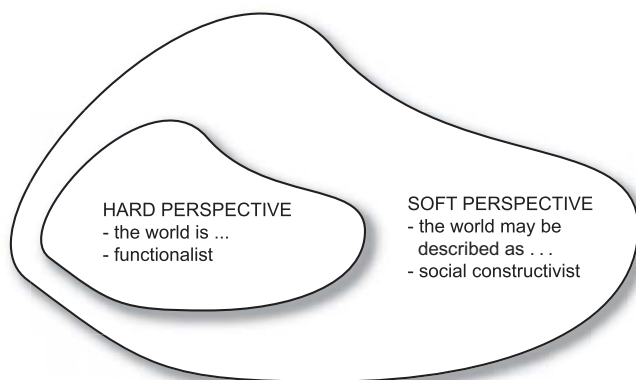 HARD PERSPECTIVE
- the world is ...
- functionalist
SOFT PERSPECTIVE
- the world may be
described as . . .
- social constructivist